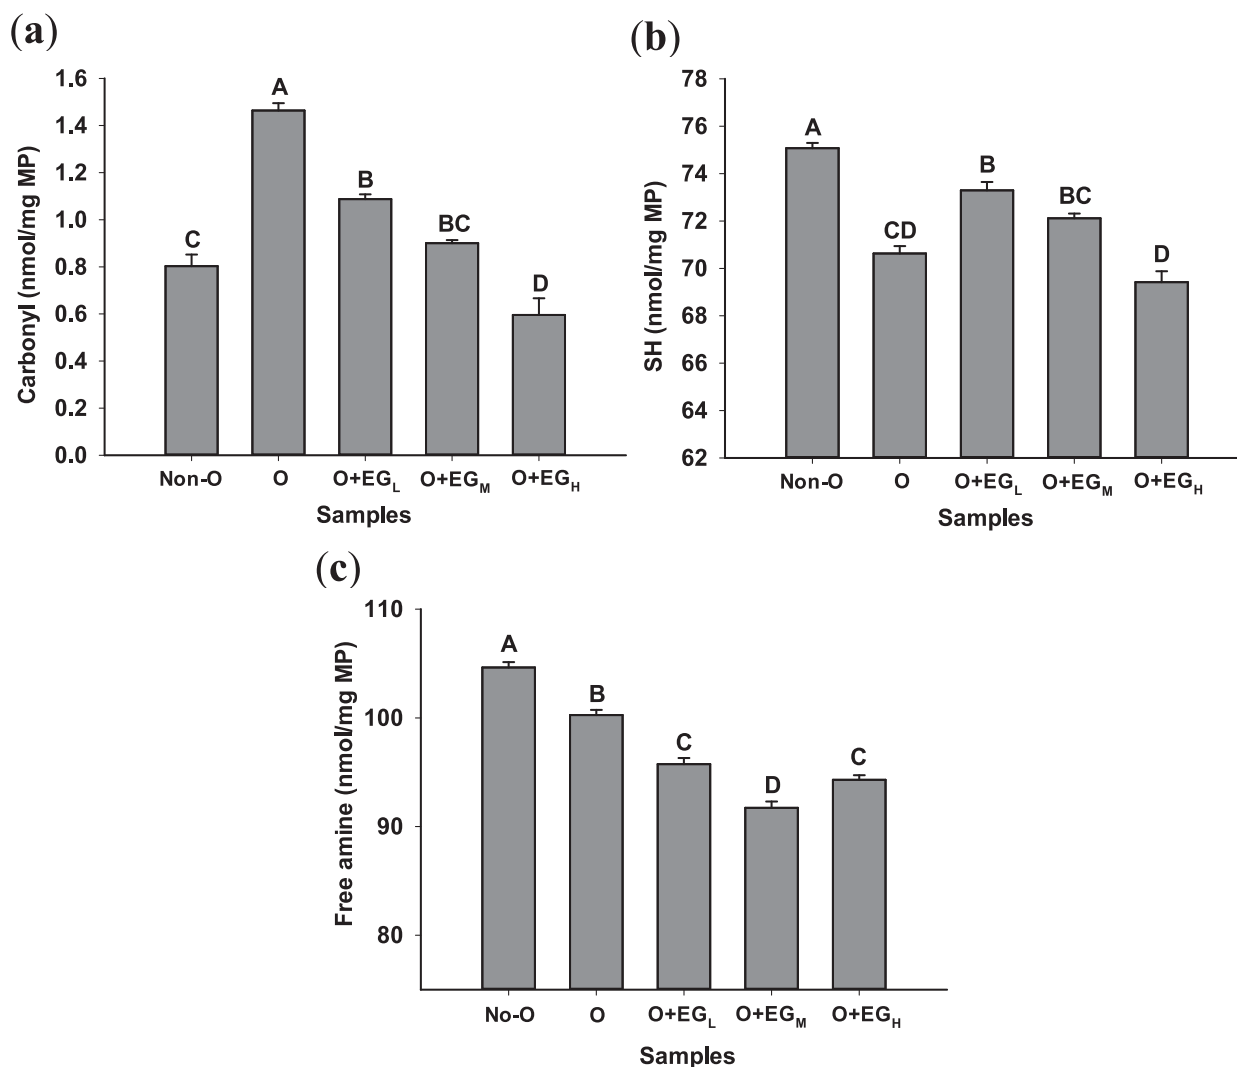 (a)
Carbonyl (nmol/mg MP)
1.6
1.4
1.2
1.0
0.8
0.6
0.4
0.2
0.0
C
A
B
BC
D
Non-O O O+EGL O+EGM O+EGH
Samples
(b)
SH (nmol/mg MP)
78
76
74
72
70
68
66
64
62
A
CD
B
BC
D
Non-O O O+EGL O+EGM O+EGH
Samples
(c)
Free amine (nmol/mg MP)
110
100
90
80
A
B
C
D
C
No-O O O+EGL O+EGM O+EGH
Samples